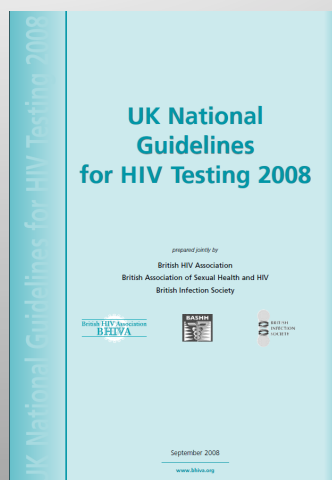 UK National Guidelines for HIV Testing 2008
UK National
Guidelines
for HIV Testing 2008
prepared jointly by
British HIV Association
British Association of Sexual Health and HIV
British Infection Society
British HIV Association
BHIVA
BASHH
BRITISH
INFECTION
SOCIETY
September 2008
www.bhiva.org